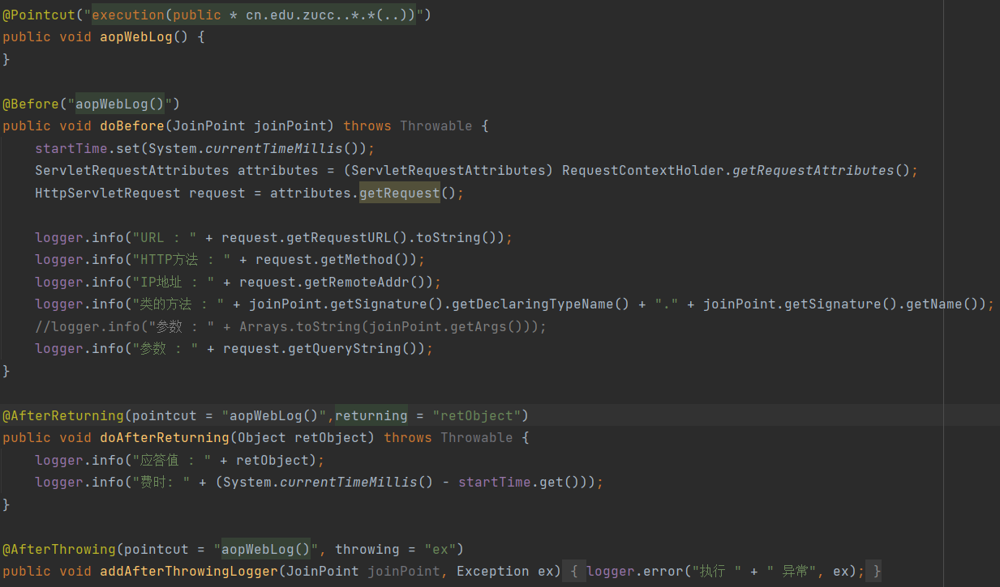 @Pointcut("execution(public * cn.edu.zucc..*.*(..))")
public void aopWebLog() {
}
@Before("aopWebLog()")
public void doBefore(JoinPoint joinPoint) throws Throwable {
startTime.set(System.currentTimeMillis());
ServletRequestAttributes attributes = (ServletRequestAttributes) RequestContextHolder.getRequestAttributes();
HttpServletRequest request = attributes.getRequest();
logger.info("URL : " + request.getRequestURL().toString());
logger.info("HTTP方法 : " + request.getMethod());
logger.info("IP地址 : " + request.getRemoteAddr());
logger.info("类的方法 : " + joinPoint.getSignature().getDeclaringTypeName() + "." + joinPoint.getSignature().getName());
//logger.info("参数 : " + Arrays.toString(joinPoint.getArgs()));
logger.info("参数 : " + request.getQueryString());
}
@AfterReturning(pointcut = "aopWebLog()",returning = "retObject")
public void doAfterReturning(Object retObject) throws Throwable {
logger.info("应答值 : " + retObject);
logger.info("费时: " + (System.currentTimeMillis() - startTime.get()));
}
@AfterThrowing(pointcut = "aopWebLog()", throwing = "ex")
public void addAfterThrowingLogger(JoinPoint joinPoint, Exception ex) { logger.error("执行 " + " 异常", ex); }